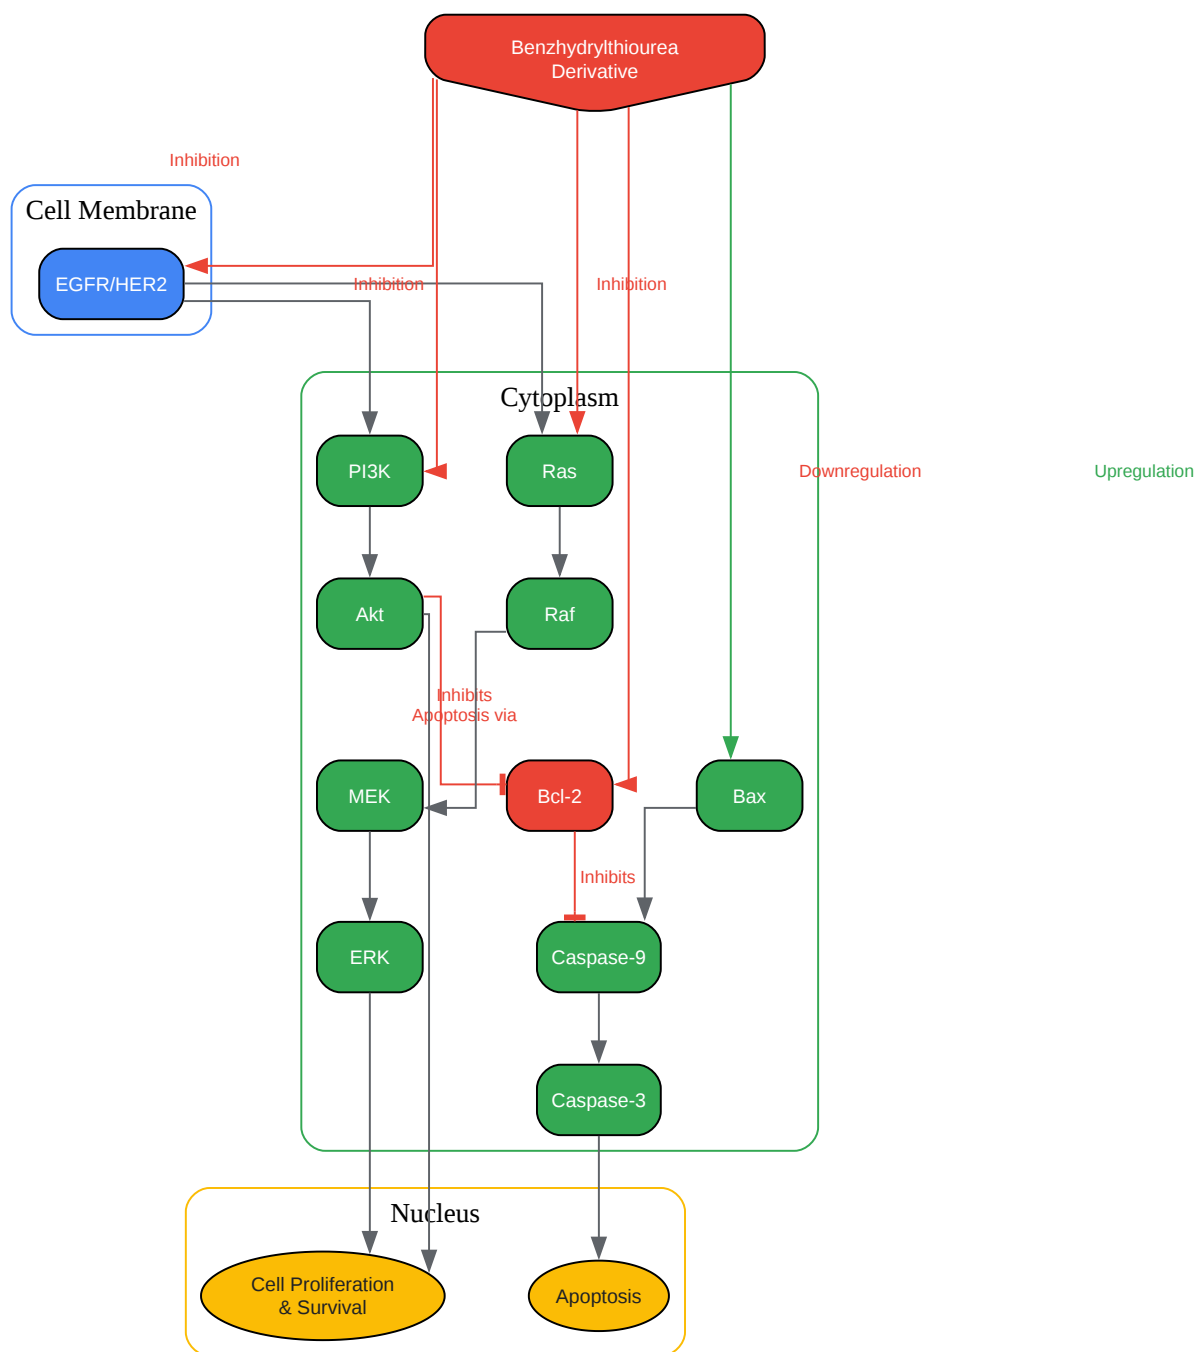 Benzhydrylthiourea
Derivative
Inhibition
Cell Membrane
EGFR/HER2
Inhibition
Inhibition
Cytoplasm
PI3K
Ras
Downregulation
Upregulation
Akt
Raf
Inhibits
Apoptosis via
MEK
Bcl-2
Bax
Inhibits
ERK
Caspase-9
Caspase-3
Nucleus
Cell Proliferation
& Survival
Apoptosis